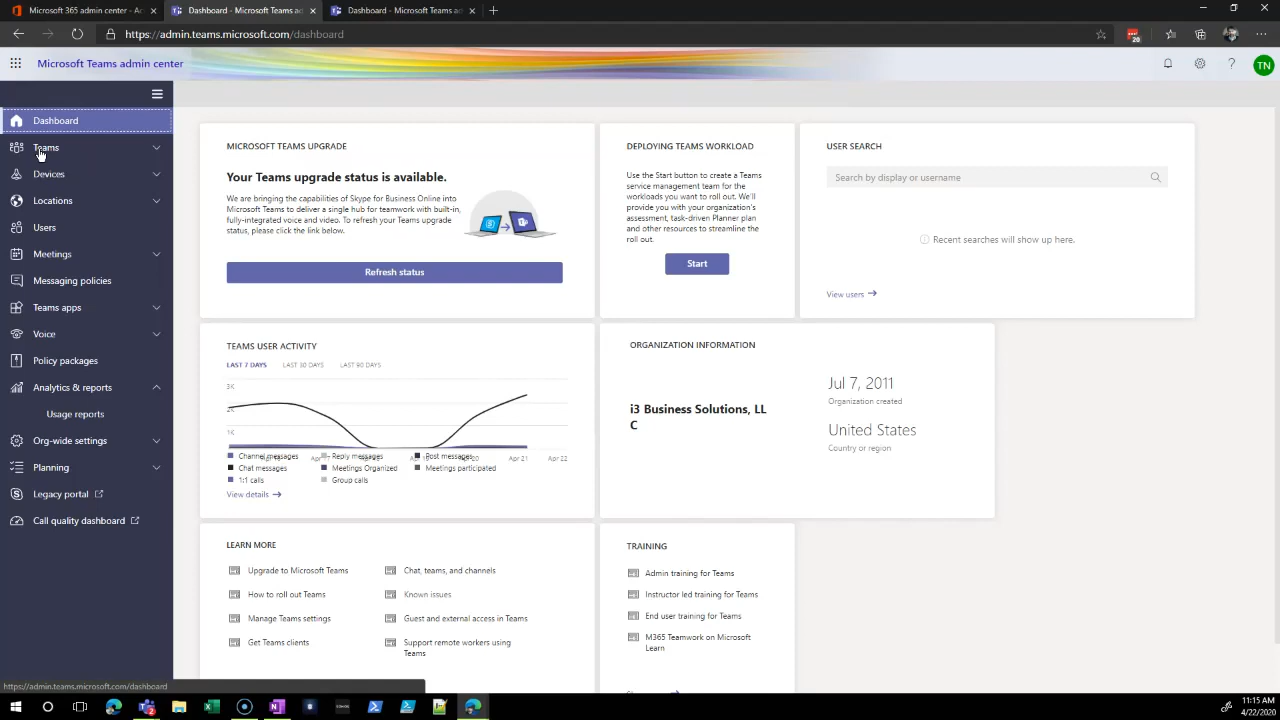 Microsoft 365 admin center - Ac
Dashboard - Microsoft Teams ad
Dashboard - Microsoft Teams ad
https://admin.teams.microsoft.com/dashboard
20
Microsoft Teams admin center
TN
Dashboard
Teams
Devices
Locations
Users
Meetings
Messaging policies
Teams apps
Voice
Policy packages
Analytics & reports
Usage reports
Org-wide settings
Planning
Legacy portal
Call quality dashboard
MICROSOFT TEAMS UPGRADE
Your Teams upgrade status is available.
We are bringing the capabilities of Skype for Business Online into
Microsoft Teams to deliver a single hub for teamwork with built-in,
fully-integrated voice and video. To refresh your Teams upgrade
status, please click the link below.
Refresh status
DEPLOYING TEAMS WORKLOAD
Use the Start button to create a Teams
service management team for the
workloads you want to roll out. We'll
provide you with your organization's
assessment, task-driven Planner plan
and other resources to streamline the
roll out.
Start
USER SEARCH
Search by display or username
Recent searches will show up here.
View users
TEAMS USER ACTIVITY
LAST 7 DAYS LAST 30 DAYS LAST 90 DAYS
3K
2K
1K
Apr 21 Apr 22
Channel messages Reply messages Post messages
Chat messages Meetings Organized Meetings participated
1:1 calls Group calls
View details
ORGANIZATION INFORMATION
i3 Business Solutions, LL
C
Jul 7, 2011
Organization created
United States
Country or region
LEARN MORE
Upgrade to Microsoft Teams
How to roll out Teams
Manage Teams settings
Get Teams clients
Chat, teams, and channels
Known issues
Guest and external access in Teams
Support remote workers using
Teams
TRAINING
Admin training for Teams
Instructor led training for Teams
End user training for Teams
M365 Teamwork on Microsoft
Learn
https://admin.teams.microsoft.com/dashboard
11:15 AM
4/22/2020